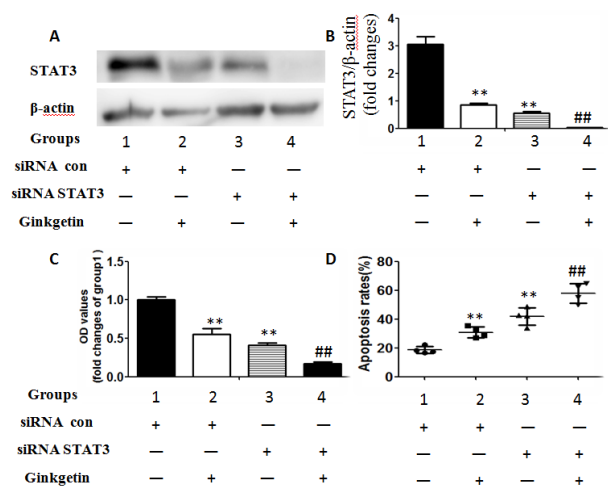 A
STAT3
β-actin
Groups 1 2 3 4
siRNA con + + — —
siRNA STAT3 — — + +
Ginkgetin — + — +
B
STAT3/β-actin
(fold changes)
4
3
2
1
0
** ** ##
1 2 3 4
+ + — —
— — + +
— + — +
C
OD values
(fold changes of group1 )
1.5
1.0
0.5
0.0
** ** ##
Groups 1 2 3 4
siRNA con + + — —
siRNA STAT3 — — + +
Ginkgetin — + — +
D
Apoptosis rates(%)
80
60
40
20
0
** ** ##
1 2 3 4
+ + — —
— — + +
— + — +